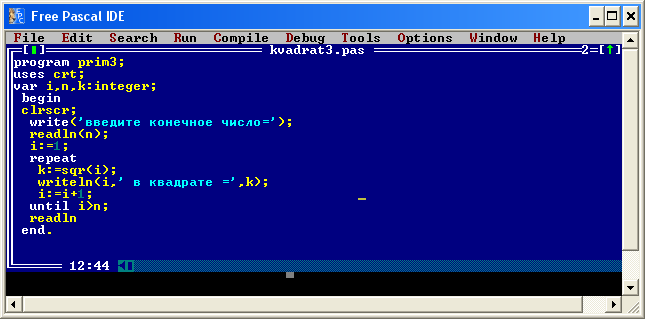 Free Pascal IDE
File Edit Search Run Compile Debug Tools Options Window Help
kvadrat3.pas 2=[↑]
program prim3;
uses crt;
var i,n,k:integer;
begin
clrscr;
write('введите конечное число=');
readln(n);
i:=1;
repeat
k:=sqr(i);
writeln(i,' в квадрате =',k);
i:=i+1;
until i>n;
readln
end.
12:44